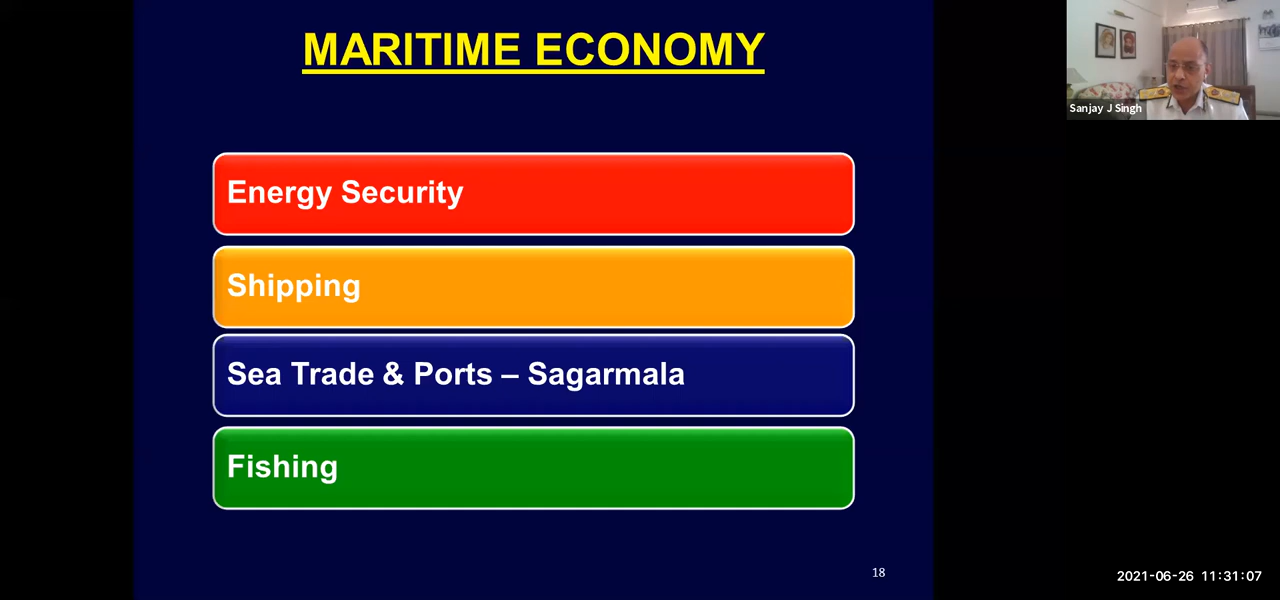 MARITIME ECONOMY
Sanjay J Singh
Energy Security
Shipping
Sea Trade & Ports – Sagarmala
Fishing
18
2021-06-26 11:31:07